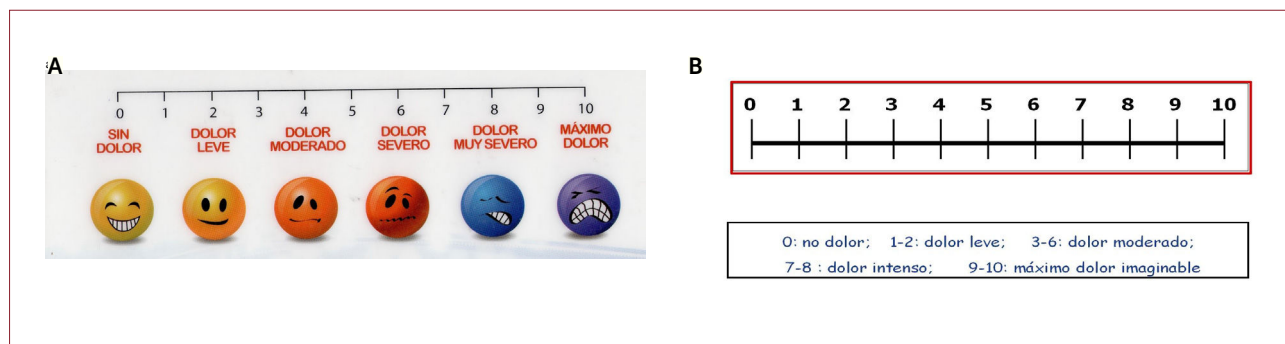 A
0 1 2 3 4 5 6 7 8 9 10
SIN DOLOR DOLOR DOLOR DOLOR MÁXIMO
DOLOR LEVE MODERADO SEVERO MUY SEVERO DOLOR
B
0 1 2 3 4 5 6 7 8 9 10
0: no dolor; 1-2: dolor leve; 3-6: dolor moderado;
7-8 : dolor intenso; 9-10: máximo dolor imaginable